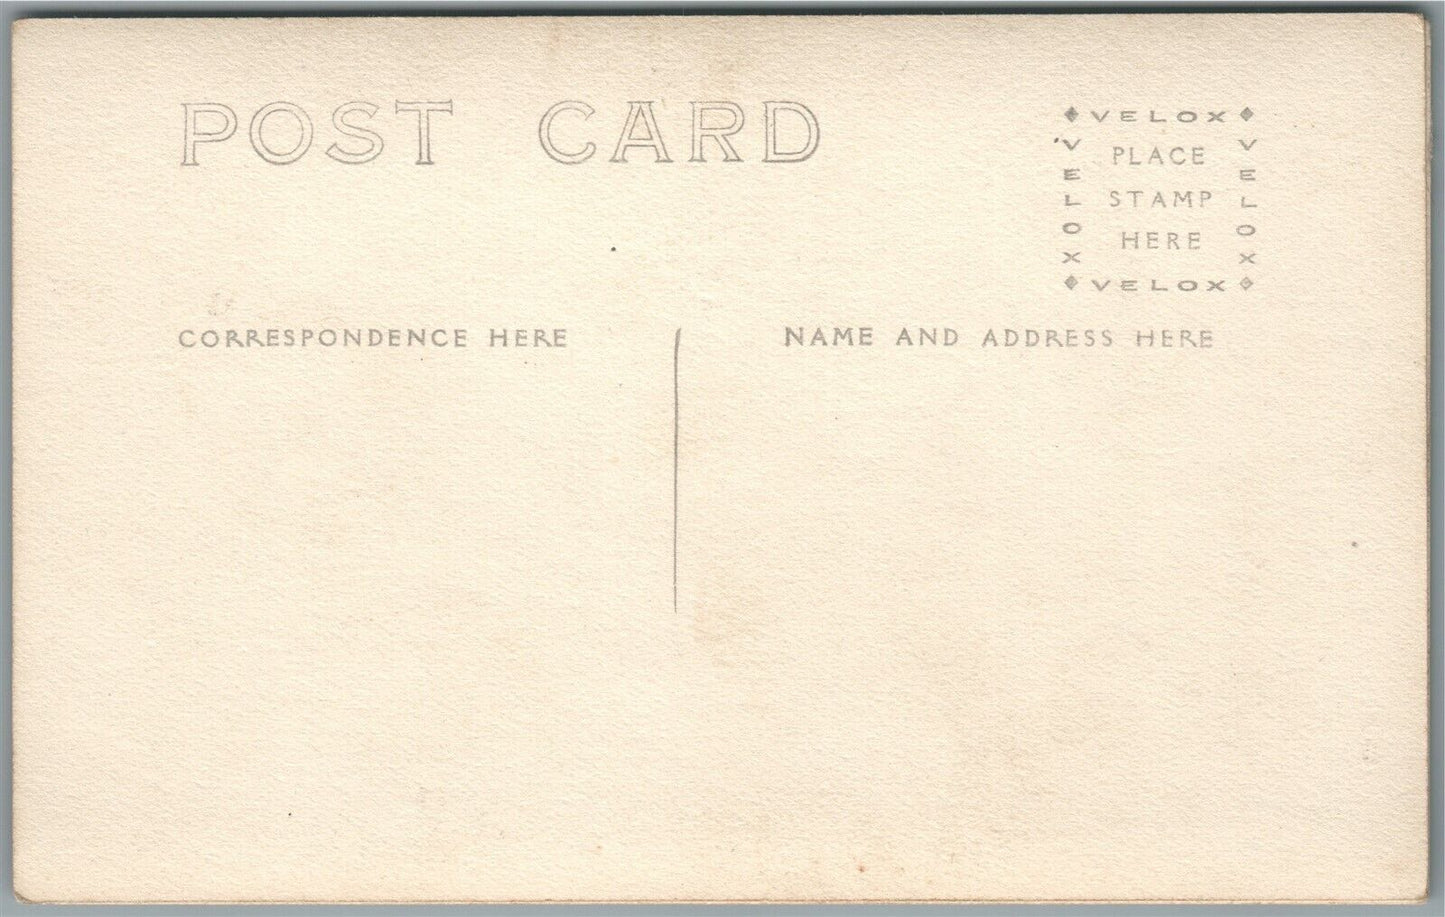 POST CARD
VELOX
VELOX
PLACE
STAMP
HERE
VELOX
VELOX
CORRESPONDENCE HERE
NAME AND ADDRESS HERE